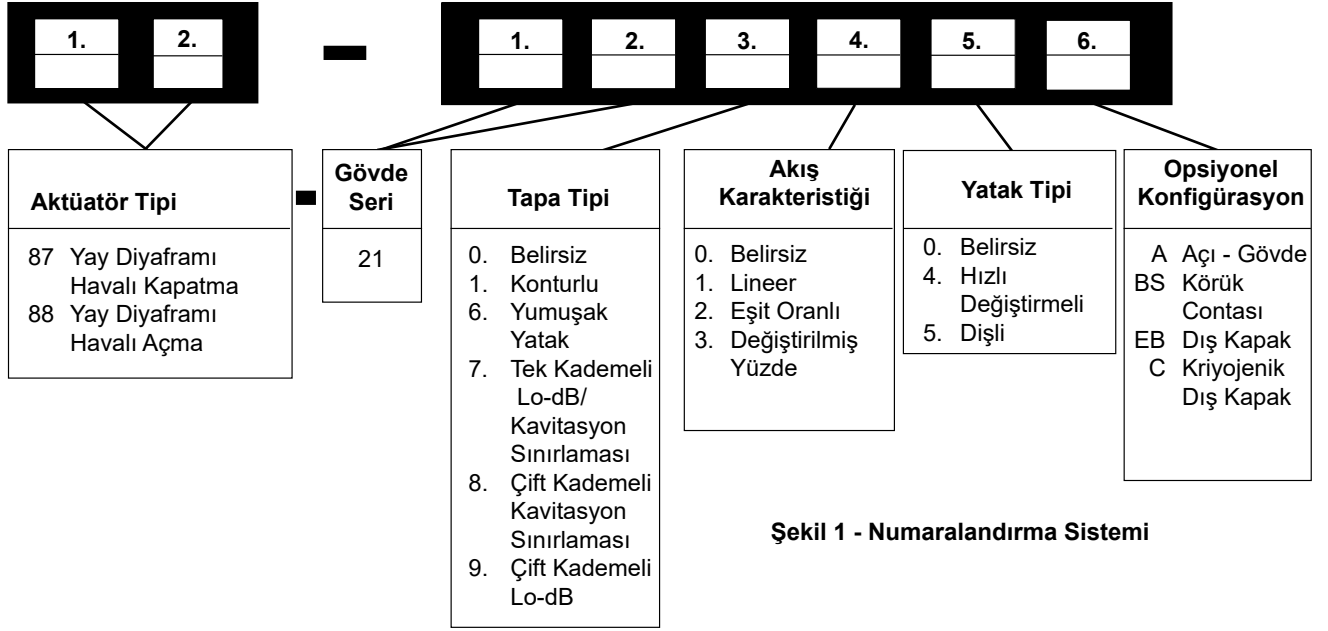 1. 2.
1. 2. 3. 4. 5. 6.
Aktüatör Tipi
87 Yay Diyaframı
Havalı Kapatma
88 Yay Diyaframı
Havalı Açma
Gövde
Seri
21
Tapa Tipi
0. Belirsiz
1. Konturlu
6. Yumuşak
Yatak
7. Tek Kademeli
Lo-dB/
Kavitasyon
Sınırlaması
8. Çift Kademeli
Kavitasyon
Sınırlaması
9. Çift Kademeli
Lo-dB
Akış
Karakteristiği
0. Belirsiz
1. Lineer
2. Eşit Oranlı
3. Değiştirilmiş
Yüzde
Yatak Tipi
0. Belirsiz
4. Hızlı
Değiştirmeli
5. Dişli
Opsiyonel
Konfigürasyon
A Açı - Gövde
BS Körük
Contası
EB Dış Kapak
C Kriyojenik
Dış Kapak
Şekil 1 - Numaralandırma Sistemi